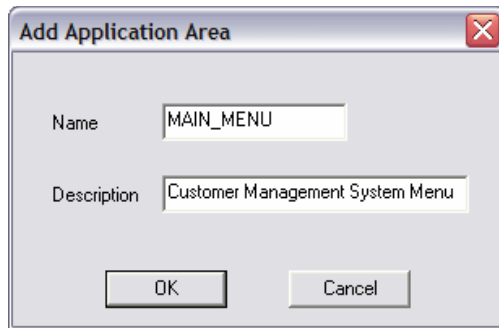 Add Application Area
Name MAIN_MENU
Description Customer Management System Menu
OK Cancel